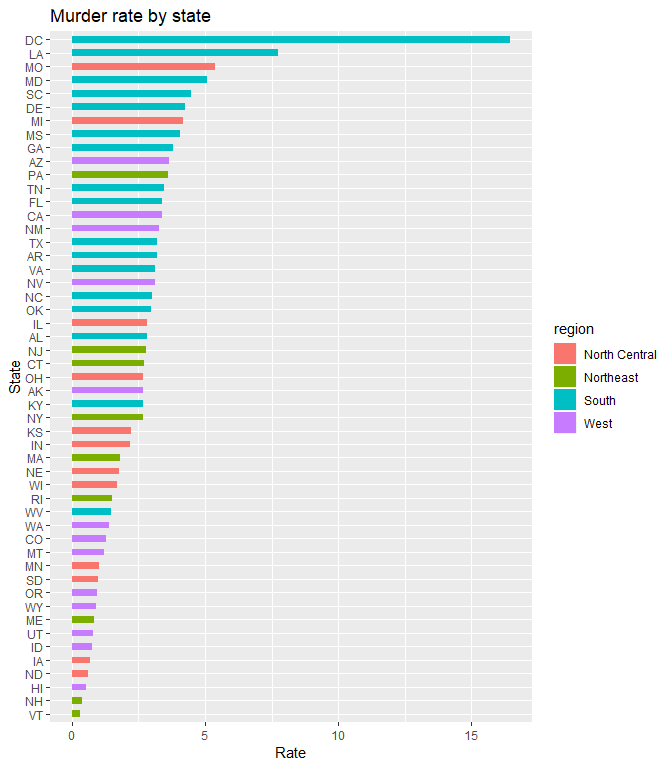 Murder rate by state
DC
LA
MO
MD
SC
DE
MI
MS
GA
AZ
PA
TN
FL
CA
NM
TX
AR
VA
NV
NC
OK
IL
AL
NJ
CT
OH
AK
KY
NY
KS
IN
MA
NE
WI
RI
WV
WA
CO
MT
MN
SD
OR
WY
ME
UT
ID
IA
ND
HI
NH
VT
State
0 5 10 15
Rate
region
North Central
Northeast
South
West